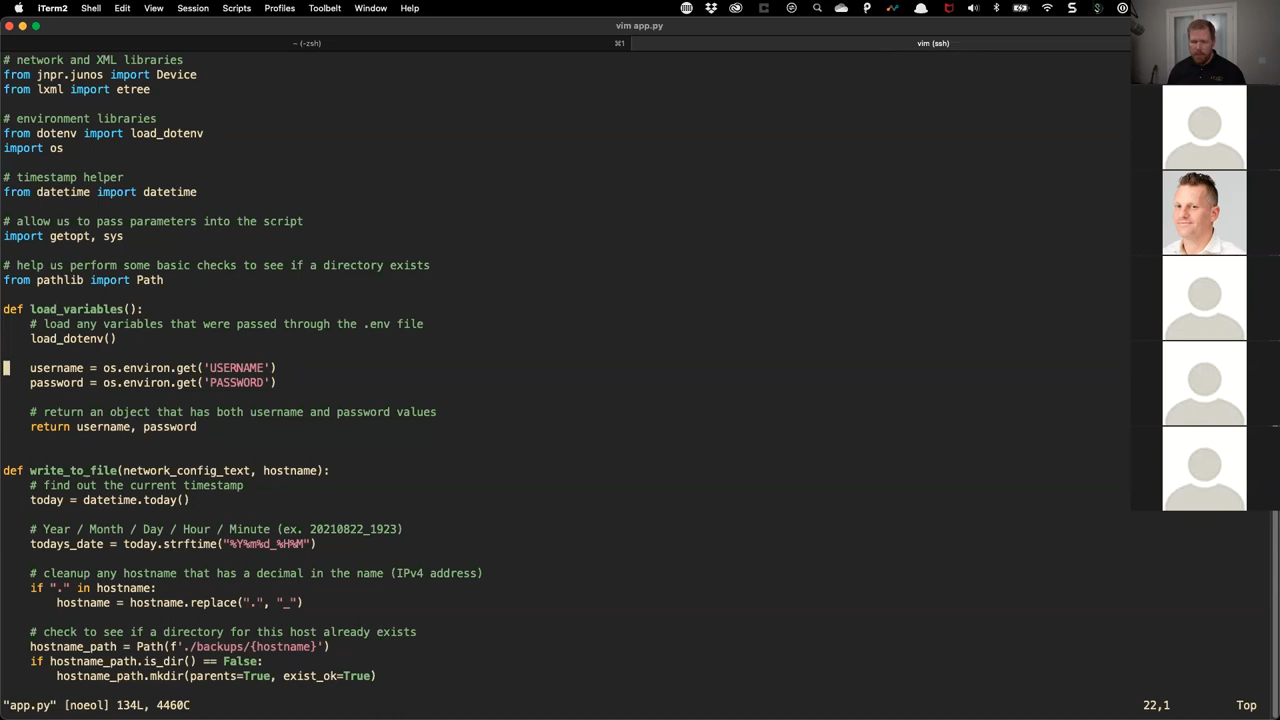 iTerm2 Shell Edit View Session Scripts Profiles Toolbelt Window Help
vim app.py
~ (-zsh) ⌘1 vim (ssh)
# network and XML libraries
from jnpr.junos import Device
from lxml import etree
# environment libraries
from dotenv import load_dotenv
import os
# timestamp helper
from datetime import datetime
# allow us to pass parameters into the script
import getopt, sys
# help us perform some basic checks to see if a directory exists
from pathlib import Path
def load_variables():
# load any variables that were passed through the .env file
load_dotenv()
username = os.environ.get('USERNAME')
password = os.environ.get('PASSWORD')
# return an object that has both username and password values
return username, password
def write_to_file(network_config_text, hostname):
# find out the current timestamp
today = datetime.today()
# Year / Month / Day / Hour / Minute (ex. 20210822_1923)
todays_date = today.strftime("%Y%m%d_%H%M")
# cleanup any hostname that has a decimal in the name (IPv4 address)
if "." in hostname:
hostname = hostname.replace(".", "_")
# check to see if a directory for this host already exists
hostname_path = Path(f'./backups/{hostname}')
if hostname_path.is_dir() == False:
hostname_path.mkdir(parents=True, exist_ok=True)
"app.py" [noeol] 134L, 4460C 22,1 Top